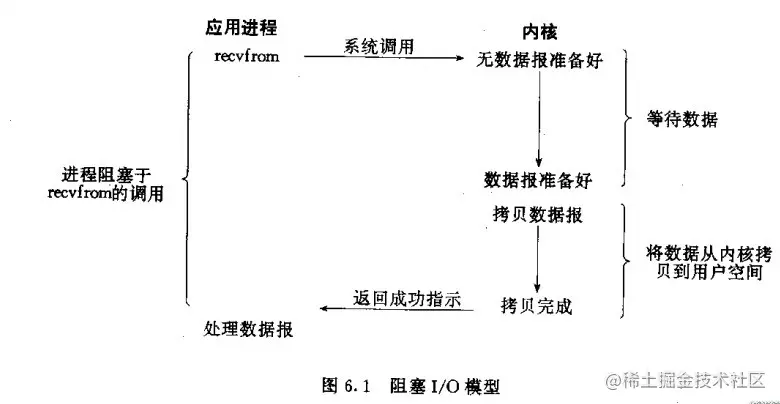 应用进程
内核
recvfrom
系统调用
无数据报准备好
等待数据
进程阻塞于
recvfrom的调用
数据报准备好
拷贝数据报
将数据从内核拷
贝到用户空间
返回成功指示
拷贝完成
处理数据报
图 6.1 阻塞 I/O 模型
@稀土掘金技术社区